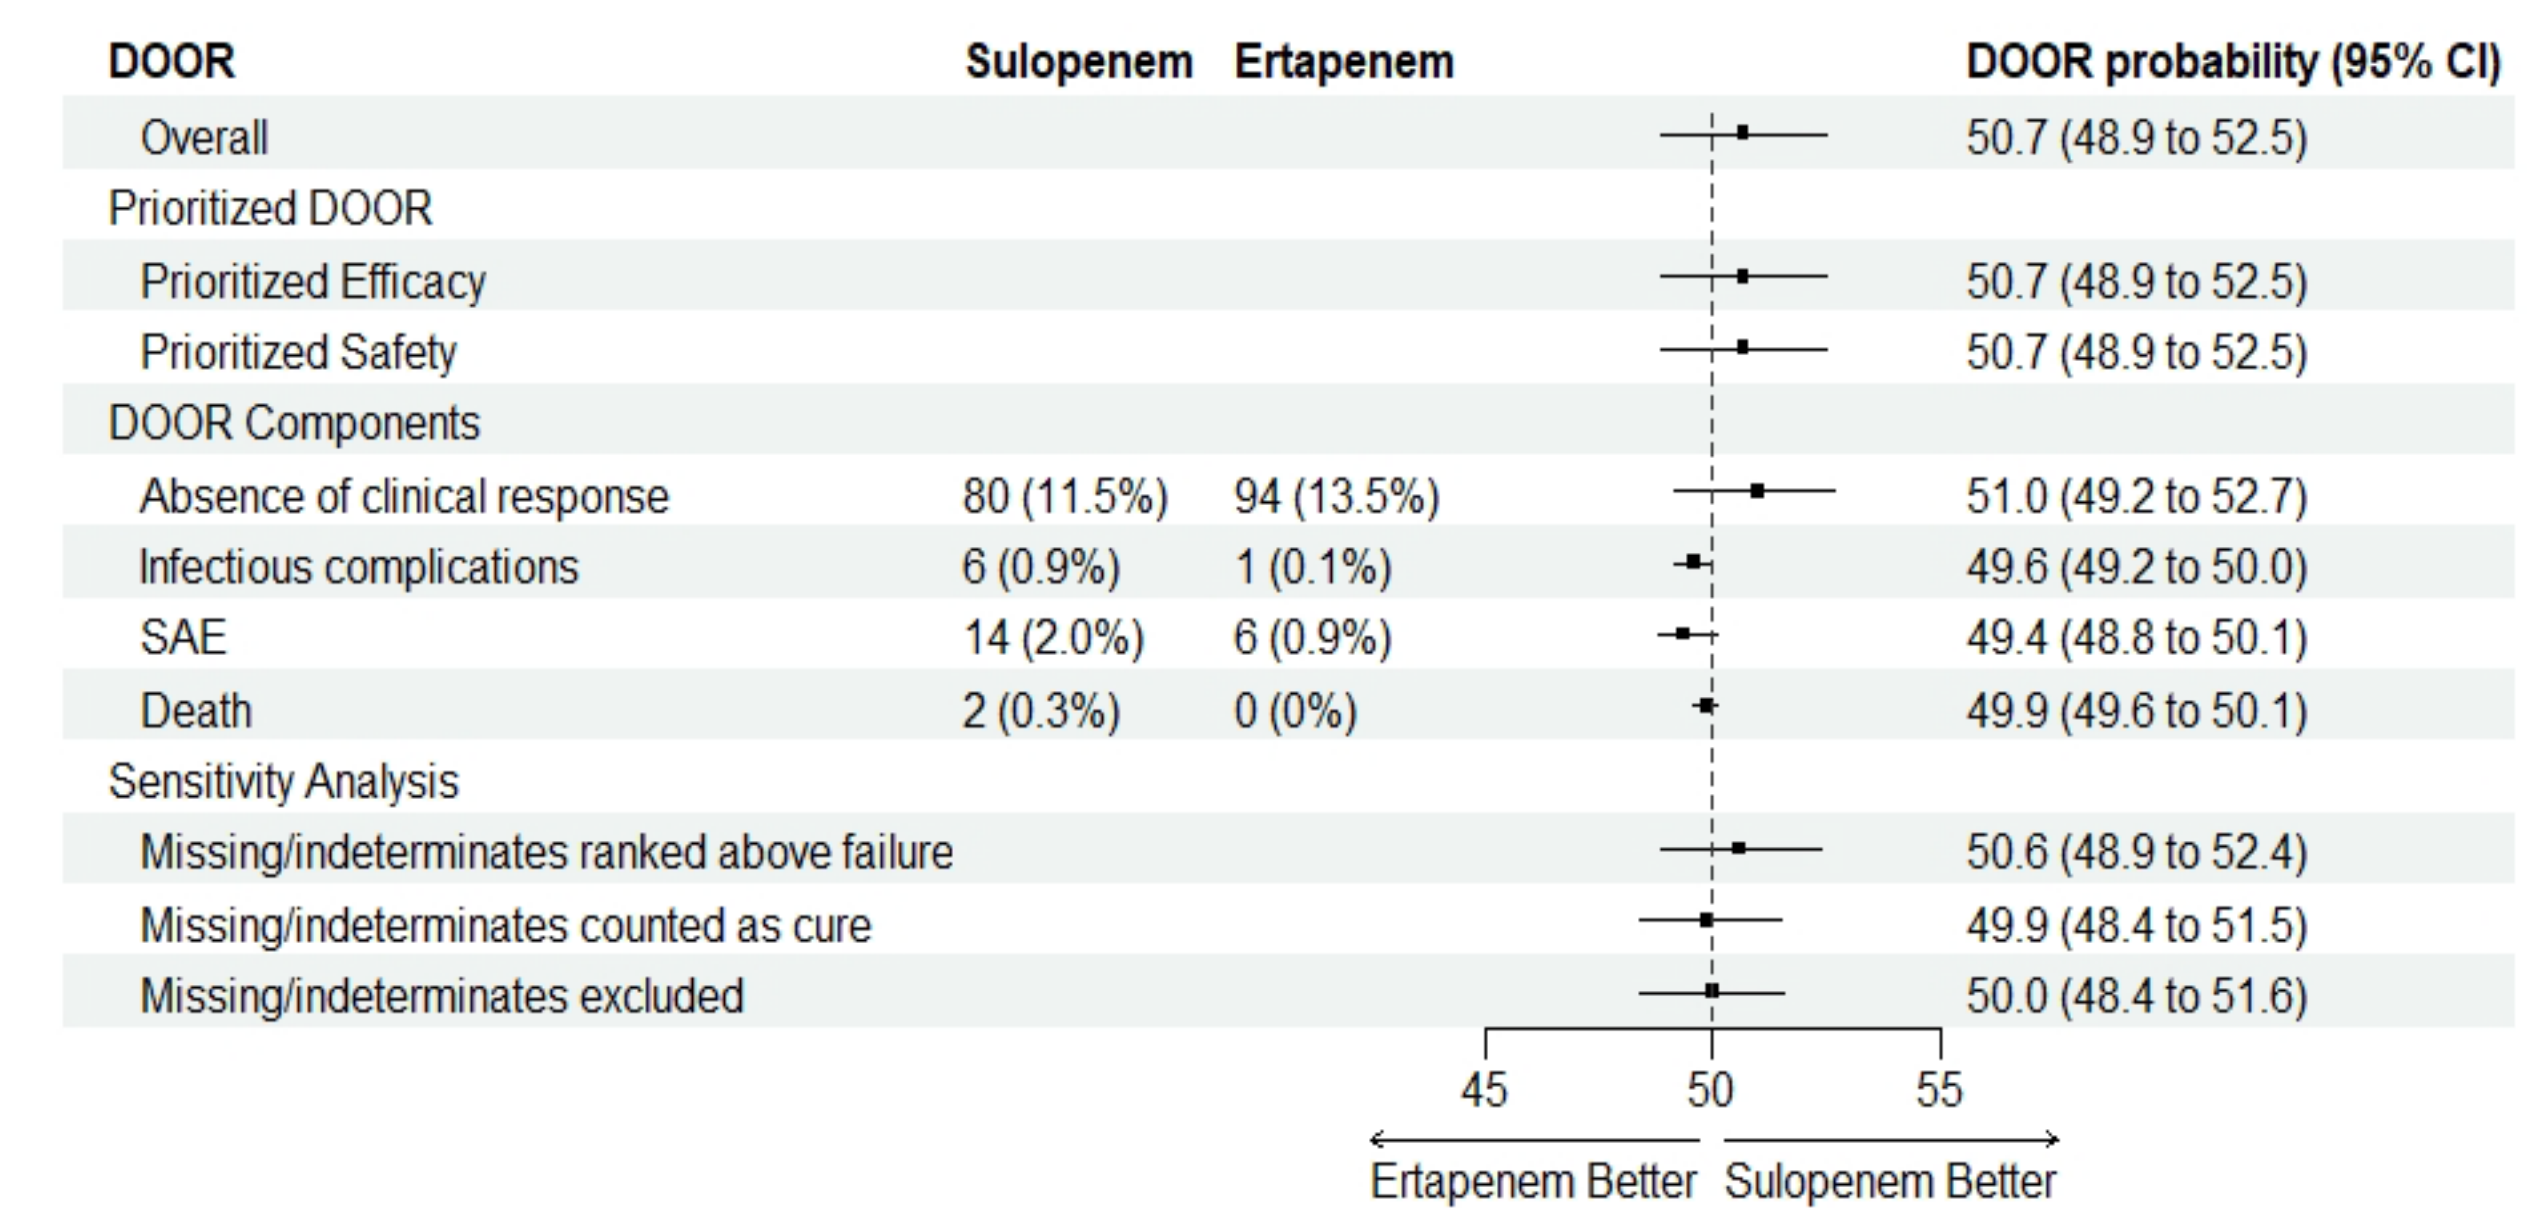 DOOR Sulopenem Ertapenem DOOR probability (95% CI)
Overall 50.7 (48.9 to 52.5)
Prioritized DOOR
Prioritized Efficacy 50.7 (48.9 to 52.5)
Prioritized Safety 50.7 (48.9 to 52.5)
DOOR Components
Absence of clinical response 80 (11.5%) 94 (13.5%) 51.0 (49.2 to 52.7)
Infectious complications 6 (0.9%) 1 (0.1%) 49.6 (49.2 to 50.0)
SAE 14 (2.0%) 6 (0.9%) 49.4 (48.8 to 50.1)
Death 2 (0.3%) 0 (0%) 49.9 (49.6 to 50.1)
Sensitivity Analysis
Missing/indeterminates ranked above failure 50.6 (48.9 to 52.4)
Missing/indeterminates counted as cure 49.9 (48.4 to 51.5)
Missing/indeterminates excluded 50.0 (48.4 to 51.6)
45 50 55
Ertapenem Better Sulopenem Better